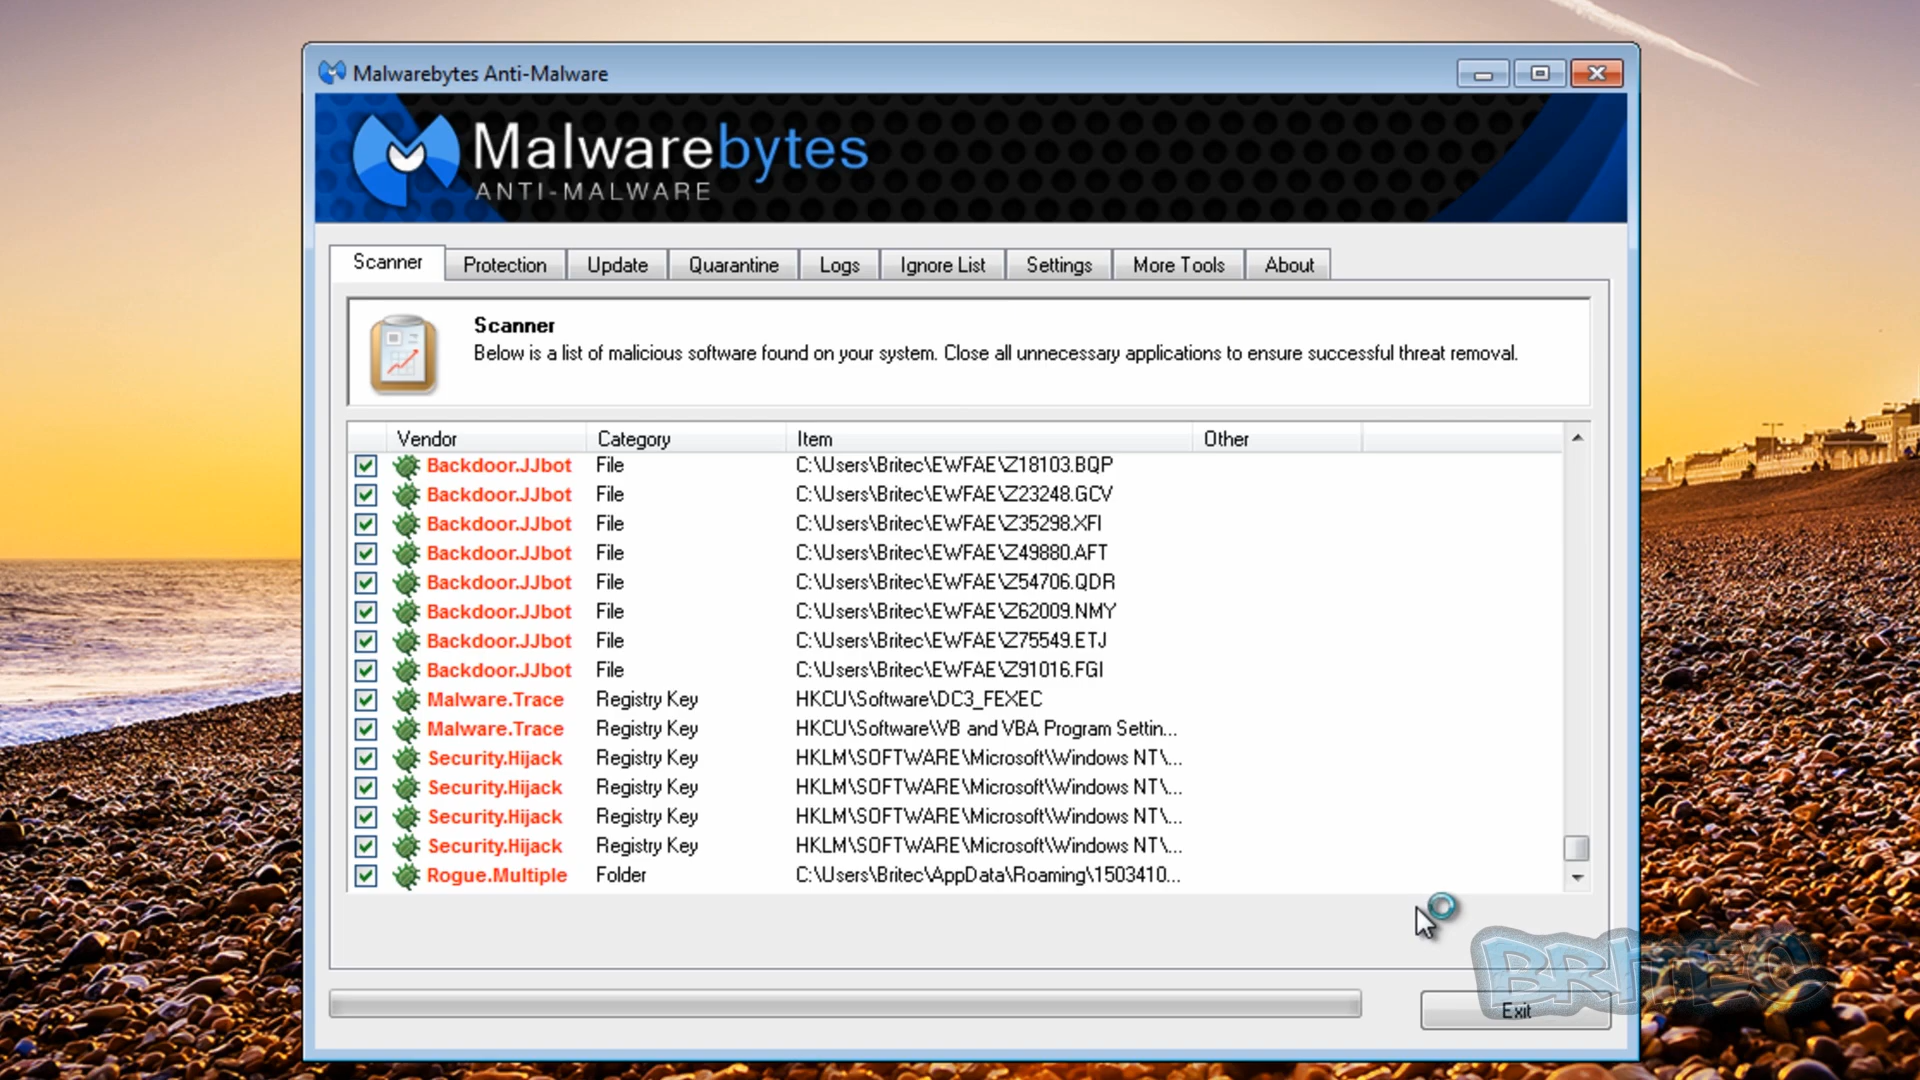 Malwarebytes Anti-Malware
Malwarebytes
ANTI-MALWARE
Scanner Protection Update Quarantine Logs Ignore List Settings More Tools About
Scanner
Below is a list of malicious software found on your system. Close all unnecessary applications to ensure successful threat removal.
Vendor Category Item Other
Backdoor.JJbot File C:\Users\Britec\EWFAE\Z18103.BQP
Backdoor.JJbot File C:\Users\Britec\EWFAE\Z23248.GCV
Backdoor.JJbot File C:\Users\Britec\EWFAE\Z35298.XFI
Backdoor.JJbot File C:\Users\Britec\EWFAE\Z49880.AFT
Backdoor.JJbot File C:\Users\Britec\EWFAE\Z54706.QDR
Backdoor.JJbot File C:\Users\Britec\EWFAE\Z62009.NMY
Backdoor.JJbot File C:\Users\Britec\EWFAE\Z75549.ETJ
Backdoor.JJbot File C:\Users\Britec\EWFAE\Z91016.FGI
Malware.Trace Registry Key HKCU\Software\DC3_FEXEC
Malware.Trace Registry Key HKCU\Software\VB and VBA Program Settin...
Security.Hijack Registry Key HKLM\SOFTWARE\Microsoft\Windows NT\...
Security.Hijack Registry Key HKLM\SOFTWARE\Microsoft\Windows NT\...
Security.Hijack Registry Key HKLM\SOFTWARE\Microsoft\Windows NT\...
Security.Hijack Registry Key HKLM\SOFTWARE\Microsoft\Windows NT\...
Rogue.Multiple Folder C:\Users\Britec\AppData\Roaming\1503410...
BRITEC
Exit